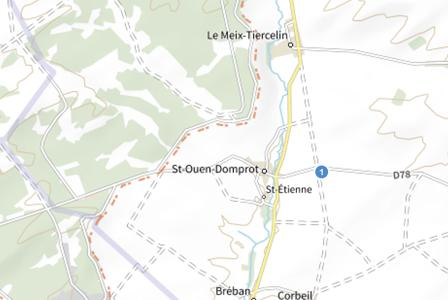 Le Meix-Tiercelin
St-Ouen-Domprot
1
D78
St-Étienne
Bréban
Corbeil